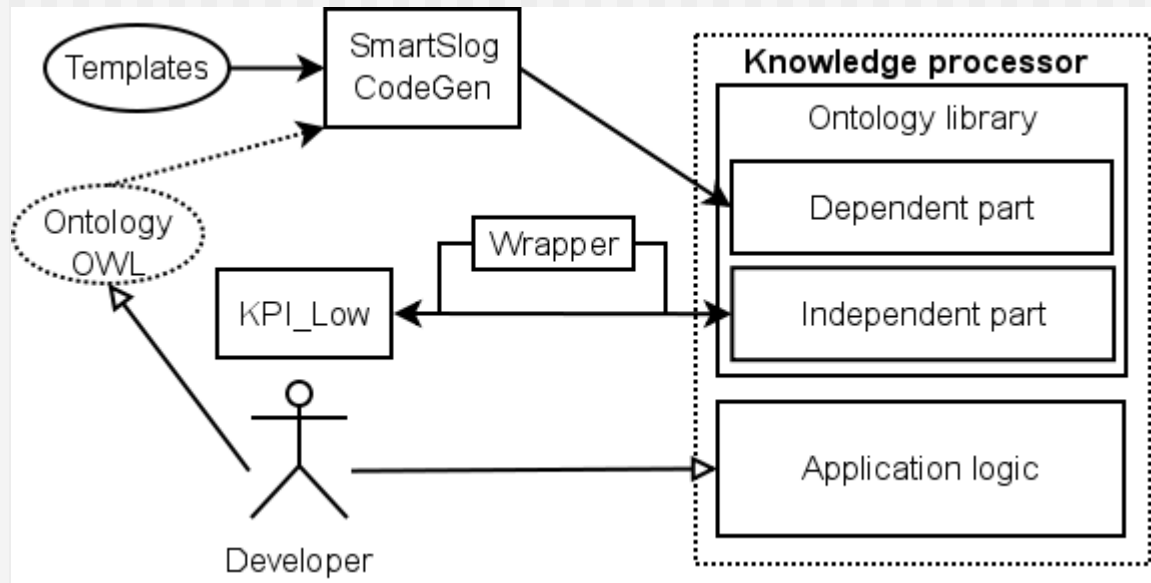 Templates
SmartSlog
CodeGen
Knowledge processor
Ontology library
Dependent part
Ontology
OWL
Wrapper
KPI_Low
Independent part
Application logic
Developer